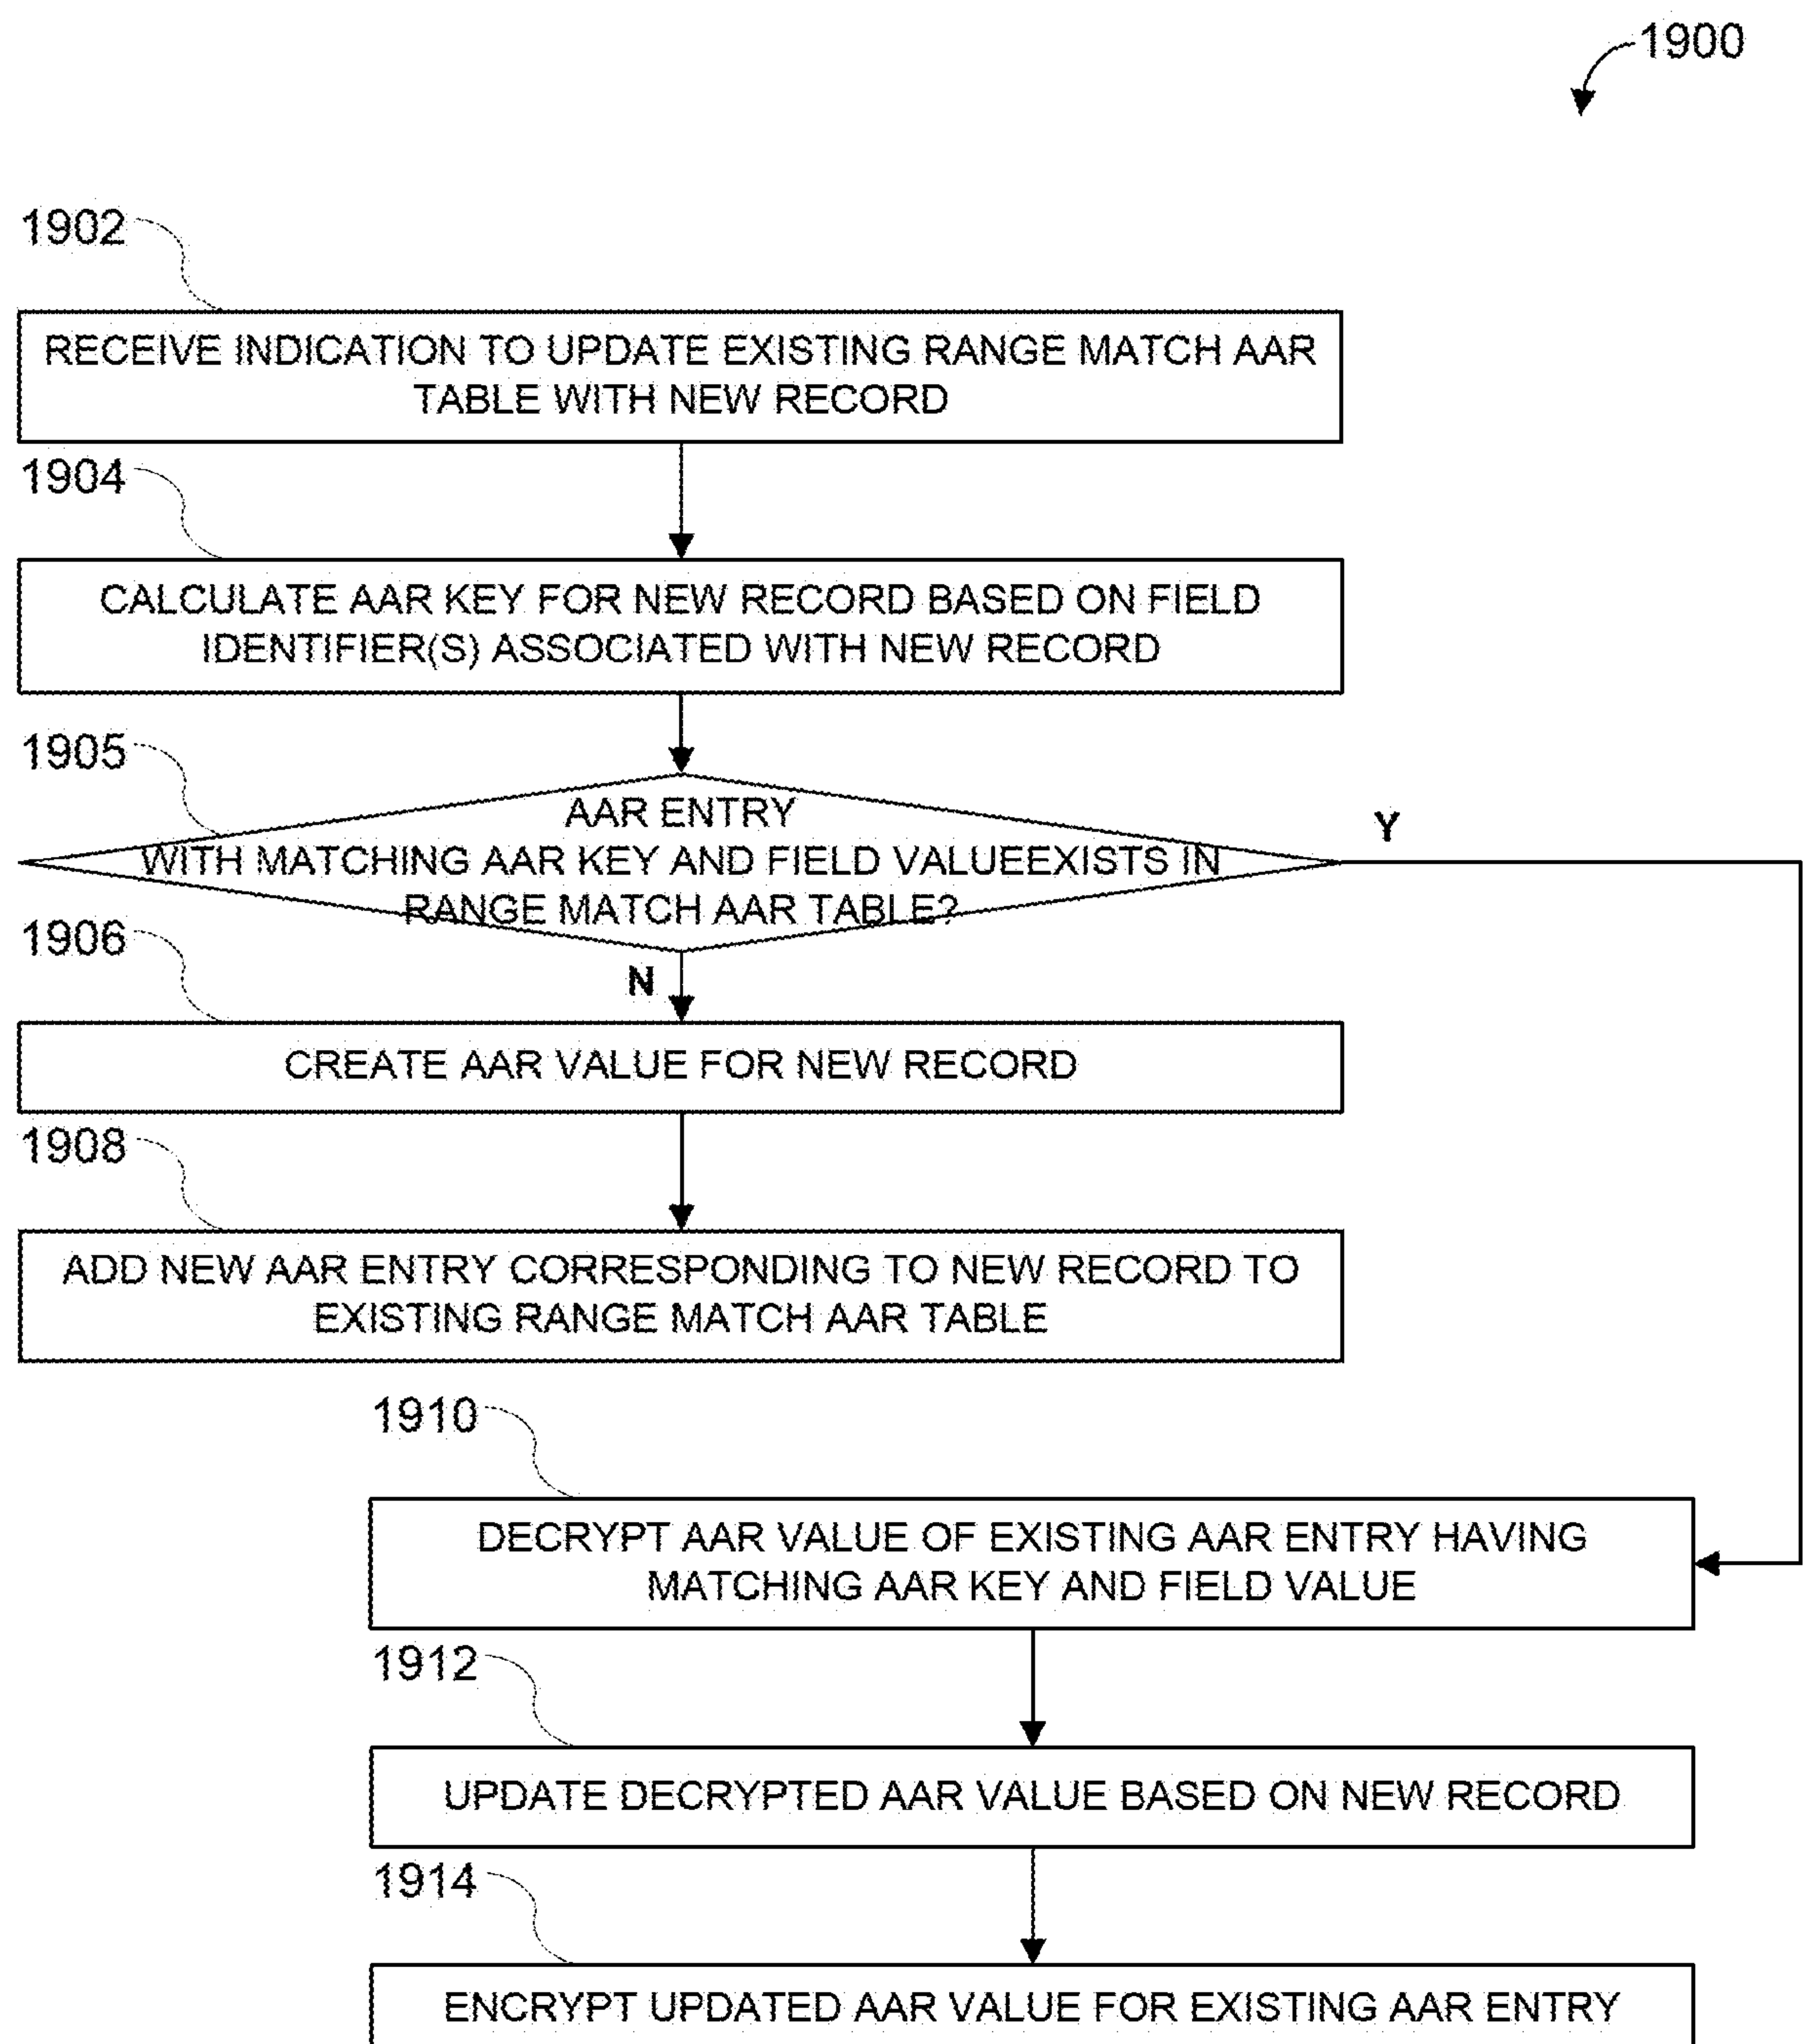 1900
1902
RECEIVE INDICATION TO UPDATE EXISTING RANGE MATCH AAR
TABLE WITH NEW RECORD
1904
CALCULATE AAR KEY FOR NEW RECORD BASED ON FIELD
IDENTIFIER(S) ASSOCIATED WITH NEW RECORD
1905
AAR ENTRY
WITH MATCHING AAR KEY AND FIELD VALUEEXISTS IN
RANGE MATCH AAR TABLE?
Y
N
1906
CREATE AAR VALUE FOR NEW RECORD
1908
ADD NEW AAR ENTRY CORRESPONDING TO NEW RECORD TO
EXISTING RANGE MATCH AAR TABLE
1910
DECRYPT AAR VALUE OF EXISTING AAR ENTRY HAVING
MATCHING AAR KEY AND FIELD VALUE
1912
UPDATE DECRYPTED AAR VALUE BASED ON NEW RECORD
1914
ENCRYPT UPDATED AAR VALUE FOR EXISTING AAR ENTRY